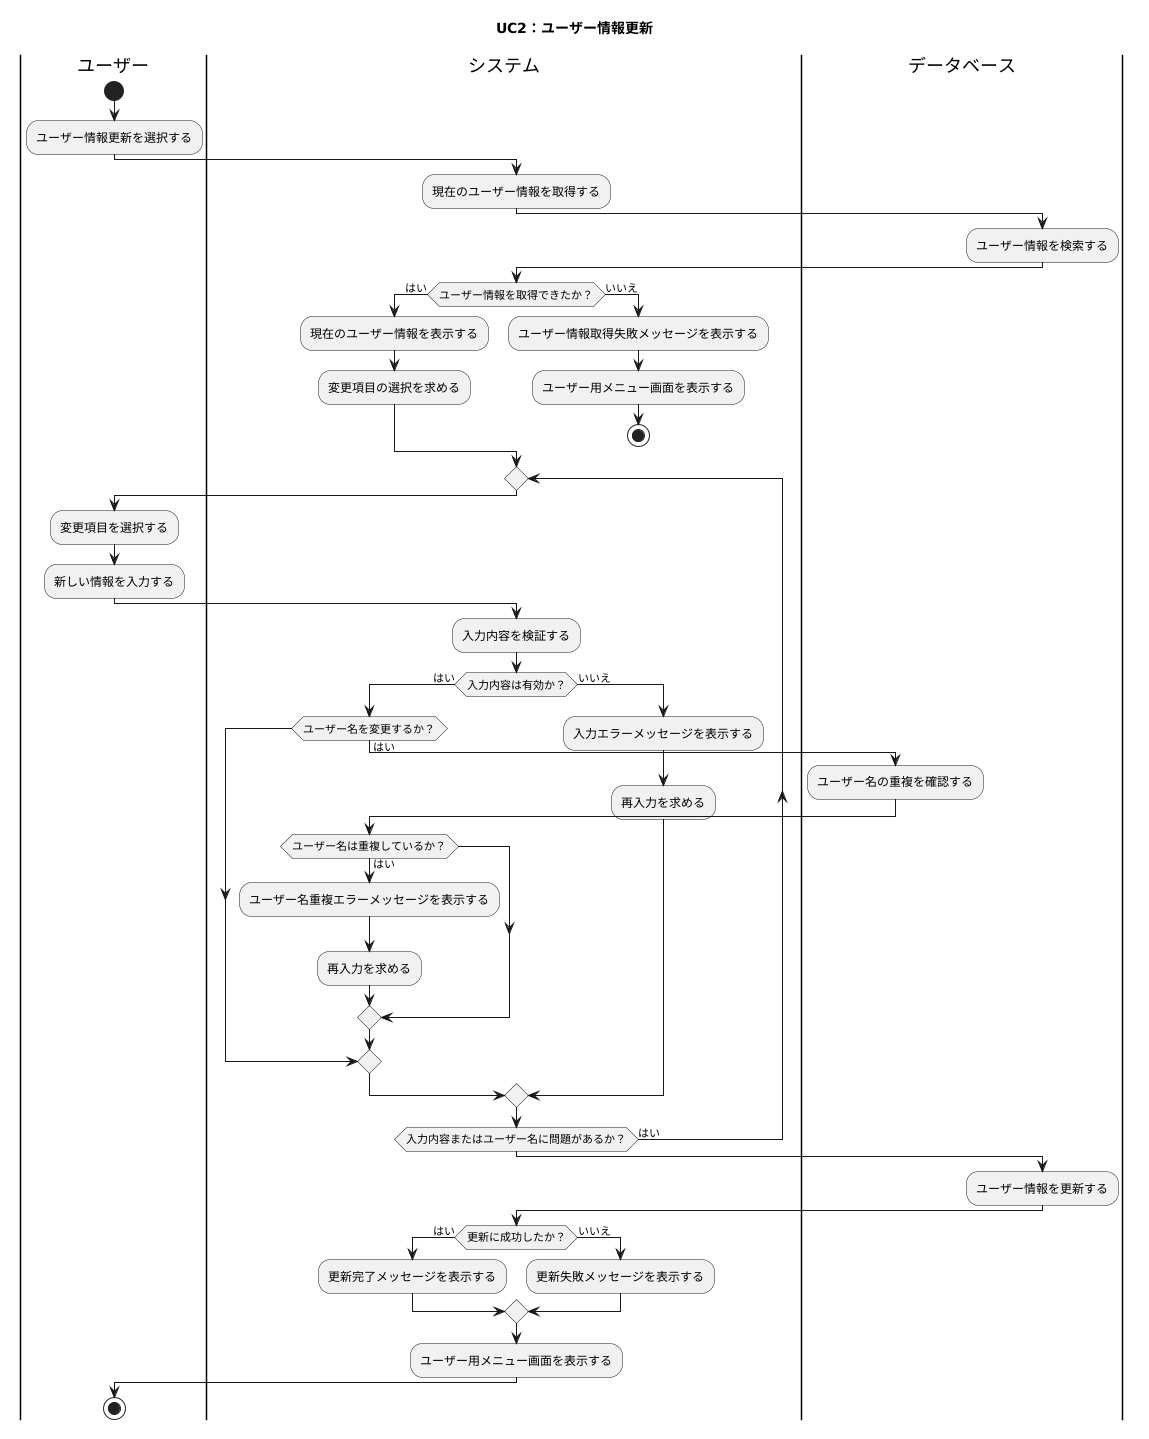 UC2：ユーザー情報更新
ユーザー
システム
データベース
ユーザー情報更新を選択する
現在のユーザー情報を取得する
ユーザー情報を検索する
はい
ユーザー情報を取得できたか？
いいえ
現在のユーザー情報を表示する
ユーザー情報取得失敗メッセージを表示する
変更項目の選択を求める
ユーザー用メニュー画面を表示する
変更項目を選択する
新しい情報を入力する
入力内容を検証する
はい
入力内容は有効か？
いいえ
ユーザー名を変更するか？
はい
入力エラーメッセージを表示する
ユーザー名の重複を確認する
再入力を求める
ユーザー名は重複しているか？
はい
ユーザー名重複エラーメッセージを表示する
再入力を求める
入力内容またはユーザー名に問題があるか？
はい
ユーザー情報を更新する
はい
更新に成功したか？
いいえ
更新完了メッセージを表示する
更新失敗メッセージを表示する
ユーザー用メニュー画面を表示する